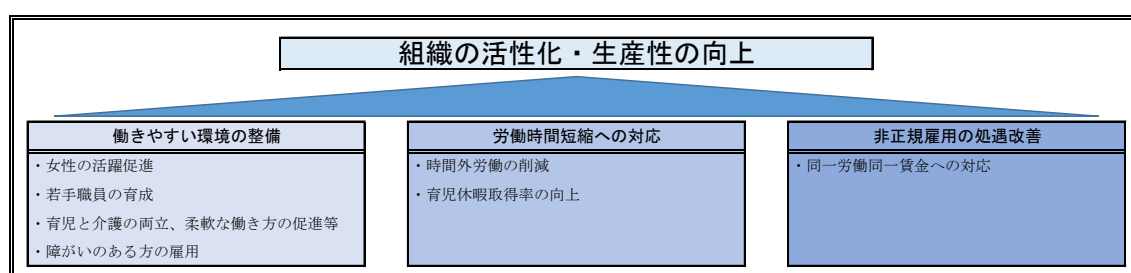 組織の活性化・生産性の向上
働きやすい環境の整備
・女性の活躍促進
・若手職員の育成
・育児と介護の両立、柔軟な働き方の促進等
・障がいのある方の雇用
労働時間短縮への対応
・時間外労働の削減
・育児休暇取得率の向上
非正規雇用の処遇改善
・同一労働同一賃金への対応